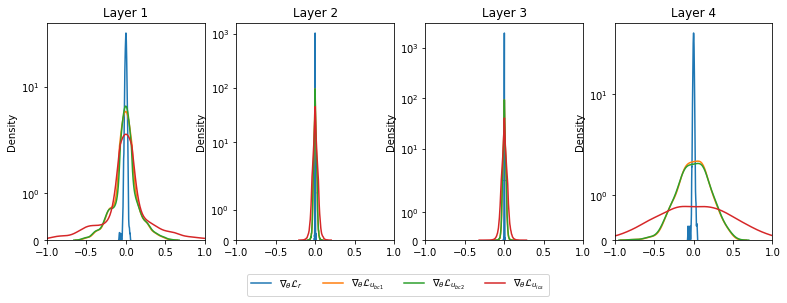 Layer 1 Layer 2 Layer 3 Layer 4
Density 10¹ 10⁰ 0 −1.0 −0.5 0.0 0.5 1.0
Density 10³ 10² 10¹ 10⁰ 0 −1.0 −0.5 0.0 0.5 1.0
Density 10³ 10² 10¹ 10⁰ 0 −1.0 −0.5 0.0 0.5 1.0
Density 10¹ 10⁰ 0 −1.0 −0.5 0.0 0.5 1.0
∇θℒr ∇θℒubc1 ∇θℒubc2 ∇θℒuics